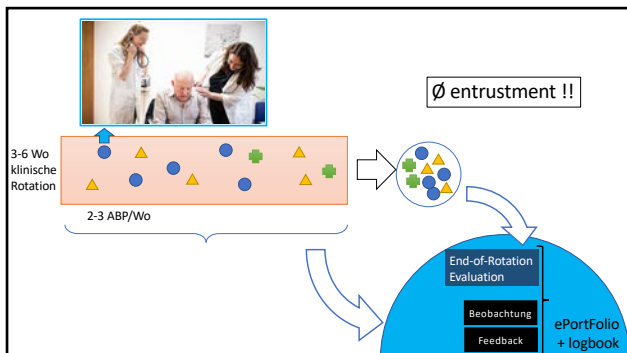 Ø entrustment !!
3-6 Wo
klinische
Rotation
2-3 ABP/Wo
End-of-Rotation
Evaluation
Beobachtung
Feedback
ePortFolio
+ logbook